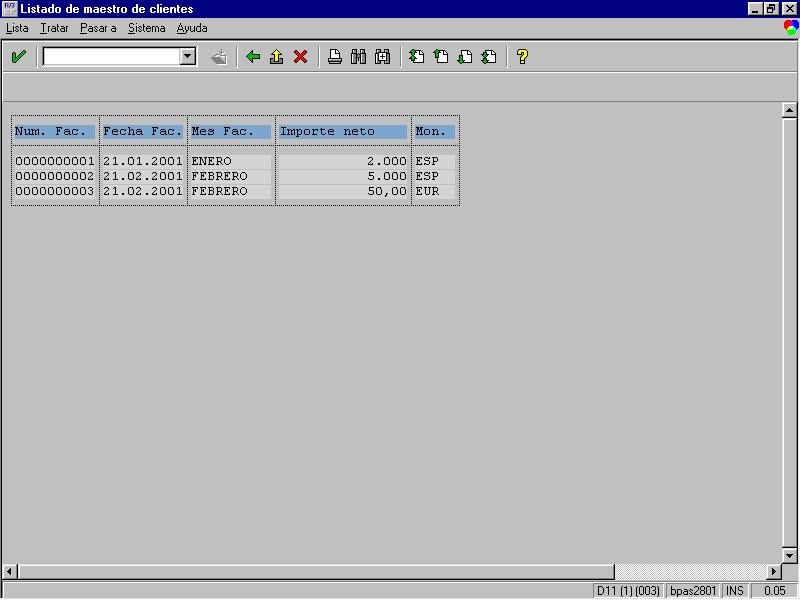 R/3 Listado de maestro de clientes
Lista Tratar Pasar a Sistema Ayuda
Num. Fac. Fecha Fac. Mes Fac. Importe neto Mon.
0000000001 21.01.2001 ENERO 2.000 ESP
0000000002 21.02.2001 FEBRERO 5.000 ESP
0000000003 21.02.2001 FEBRERO 50,00 EUR
D11 (1) (003) bpas2801 INS 0.05